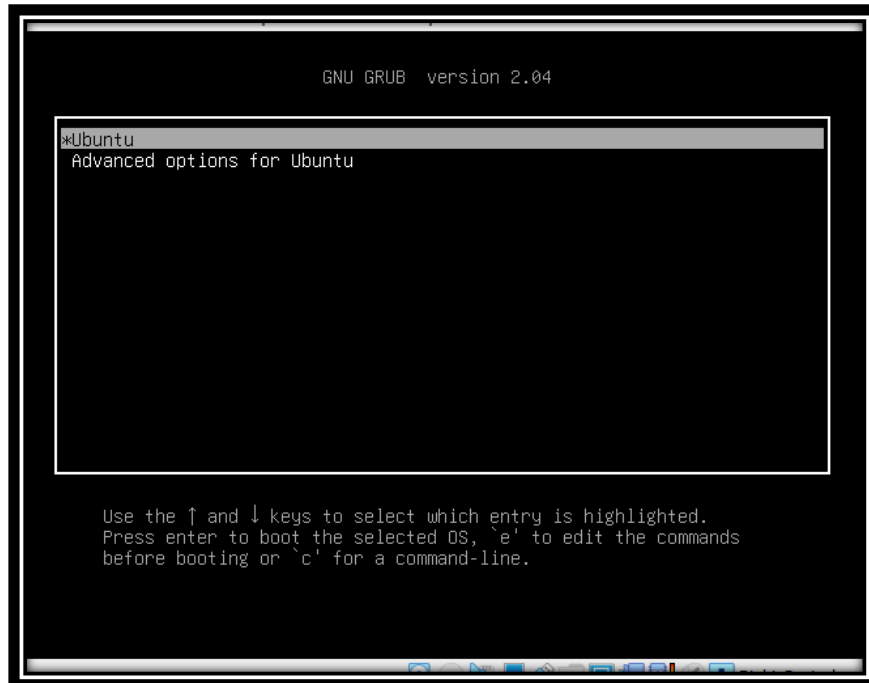 GNU GRUB  version 2.04
*Ubuntu
Advanced options for Ubuntu
Use the ↑ and ↓ keys to select which entry is highlighted.
Press enter to boot the selected OS, `e' to edit the commands
before booting or `c' for a command-line.